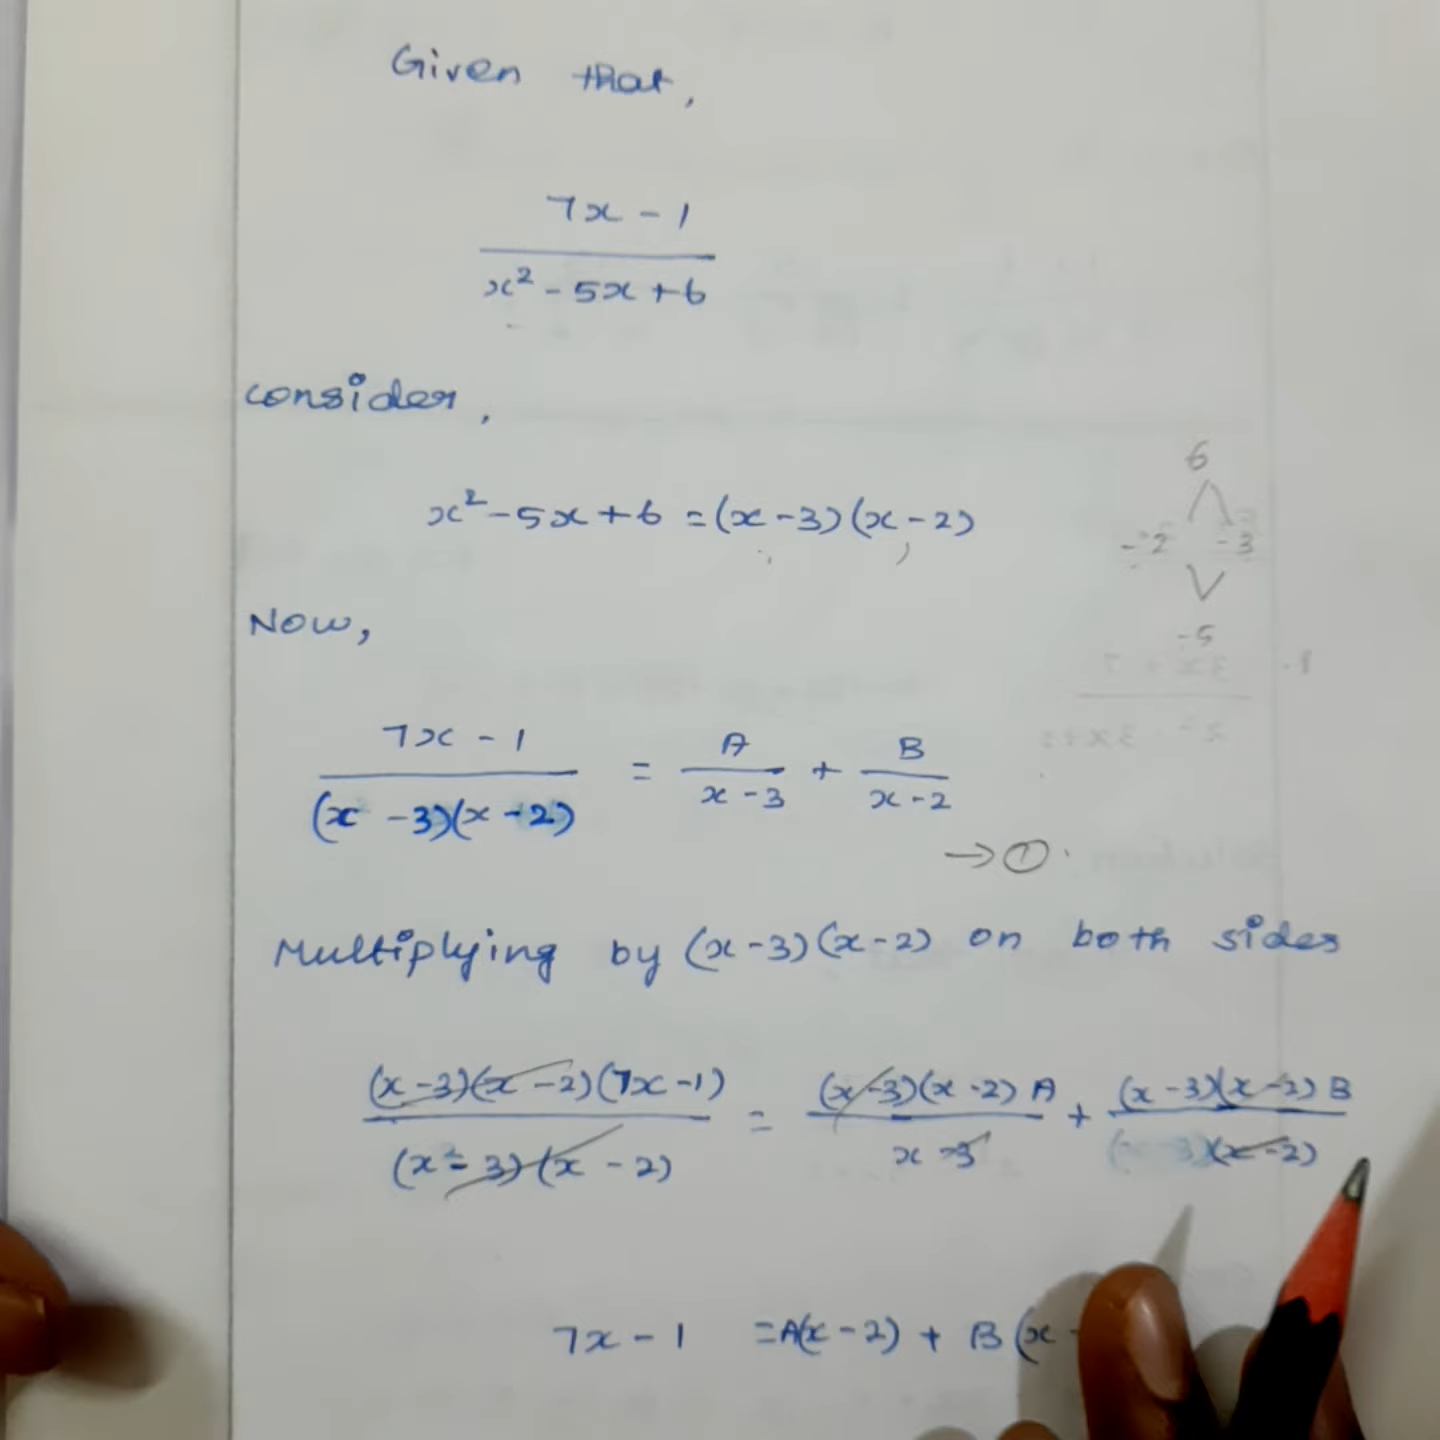 Given that,
7x - 1
x² - 5x + 6
consider,
x² - 5x + 6 = (x - 3)(x - 2)
6
-2 -3
-5
Now,
7x - 1 / (x - 3)(x - 2) = A / x - 3 + B / x - 2
→ ①
Multiplying by (x - 3)(x - 2) on both sides
(x - 3)(x - 2)(7x - 1) / (x² - 3)(x - 2) = (x - 3)(x - 2) A / x - 3 + (x - 3)(x - 2) B / (x - 2)
7x - 1 = A(x - 2) + B (x